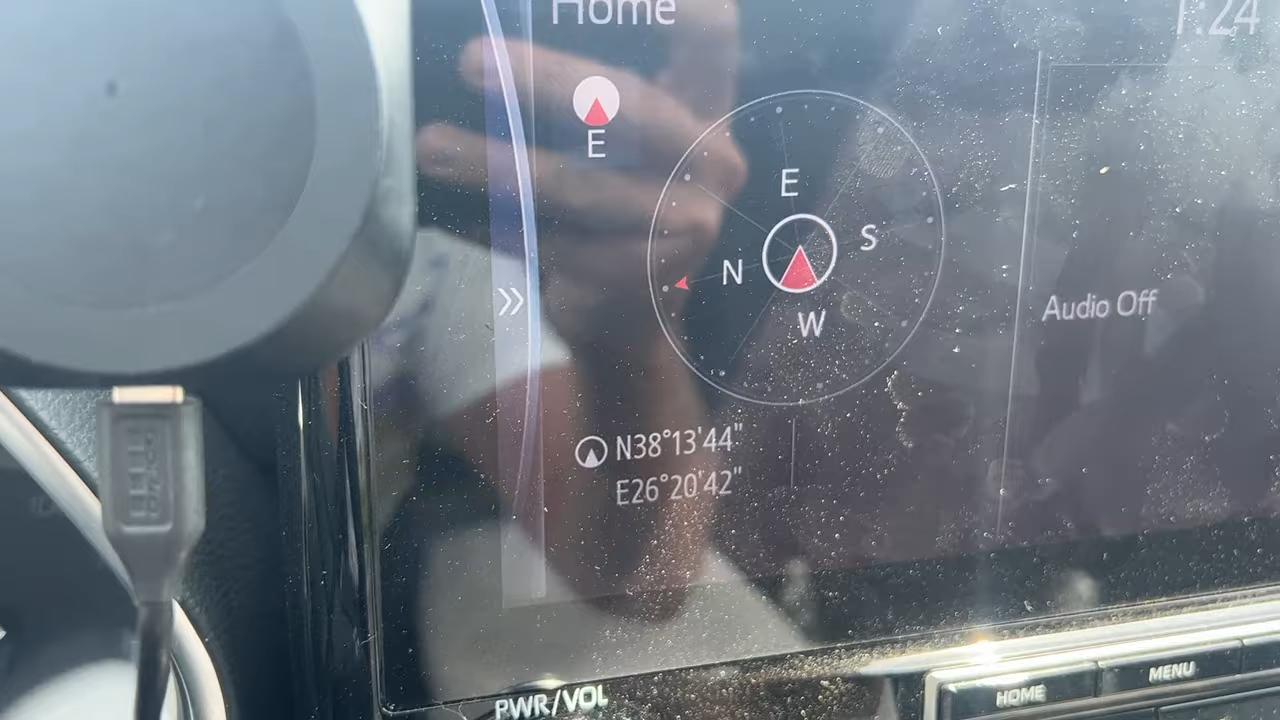 Home
1:24
E
E
N
S
W
Audio Off
N38°13'44"
E26°20'42"
PWR/VOL
HOME
MENU